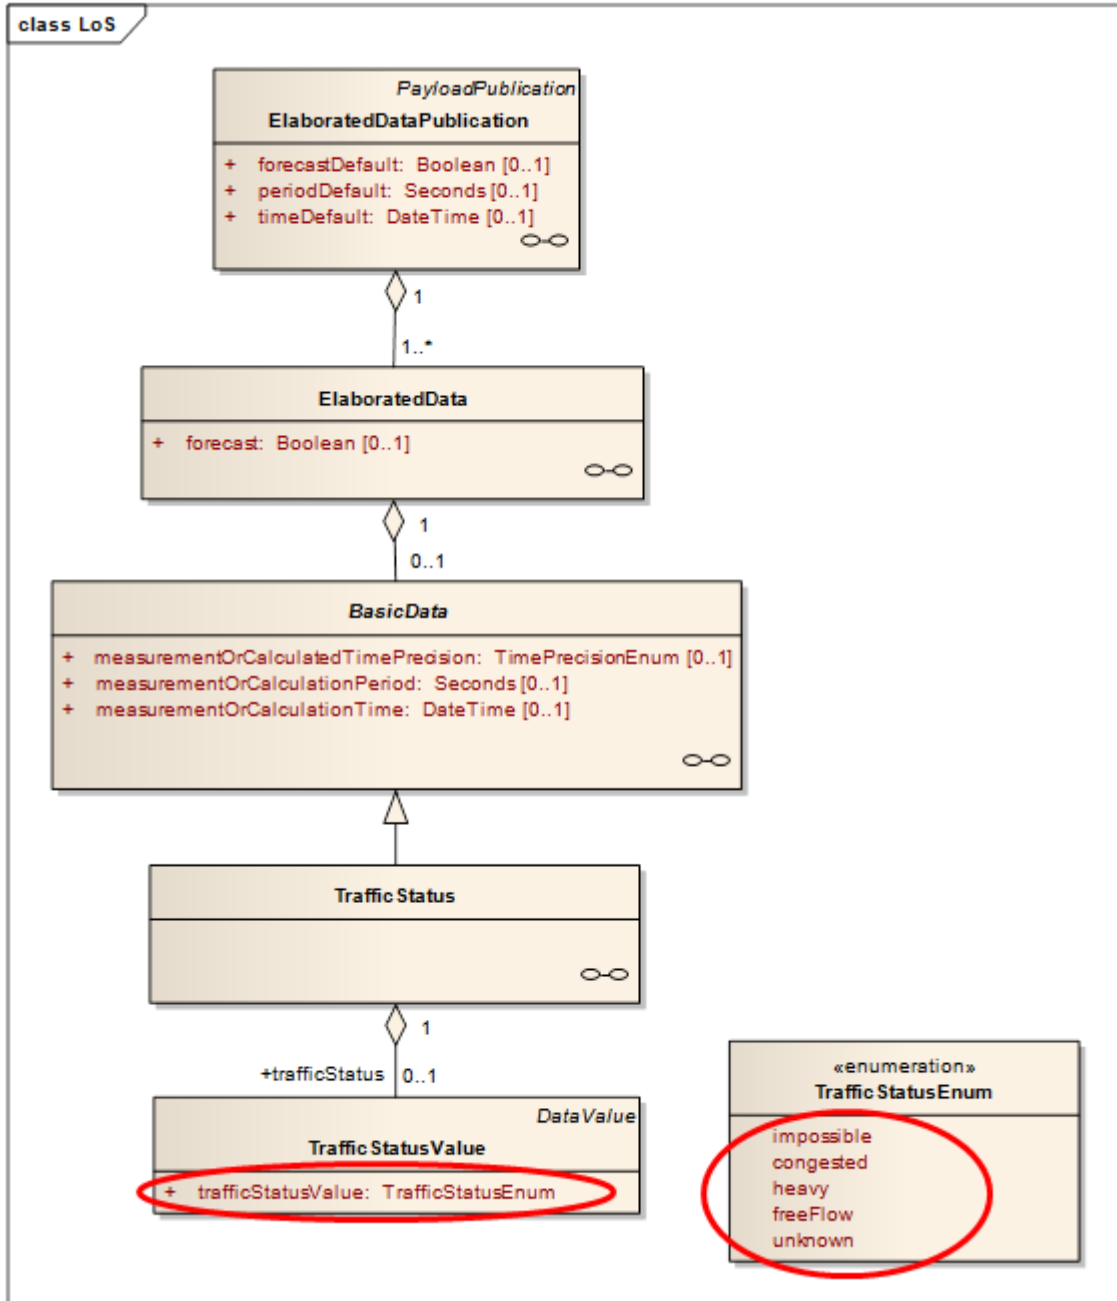 class LoS
PayloadPublication
ElaboratedDataPublication
+ forecastDefault: Boolean [0..1]
+ periodDefault: Seconds [0..1]
+ timeDefault: DateTime [0..1]
1
1..*
ElaboratedData
+ forecast: Boolean [0..1]
1
0..1
BasicData
+ measurementOrCalculatedTimePrecision: TimePrecisionEnum [0..1]
+ measurementOrCalculationPeriod: Seconds [0..1]
+ measurementOrCalculationTime: DateTime [0..1]
TrafficStatus
1
+trafficStatus 0..1
DataValue
TrafficStatusValue
+ trafficStatusValue: TrafficStatusEnum
«enumeration»
TrafficStatusEnum
impossible
congested
heavy
freeFlow
unknown